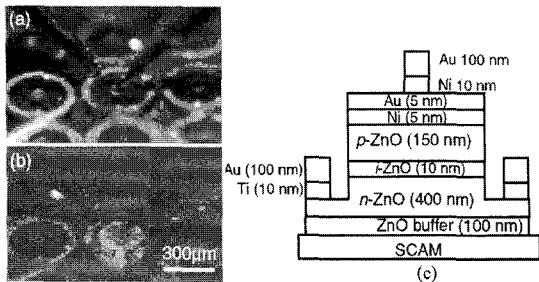 (a)
(b)
300μm
Au 100 nm
Ni 10 nm
Au (5 nm)
Ni (5 nm)
p-ZnO (150 nm)
Au (100 nm)
i-ZnO (10 nm)
Ti (10 nm)
n-ZnO (400 nm)
ZnO buffer (100 nm)
SCAM
(c)